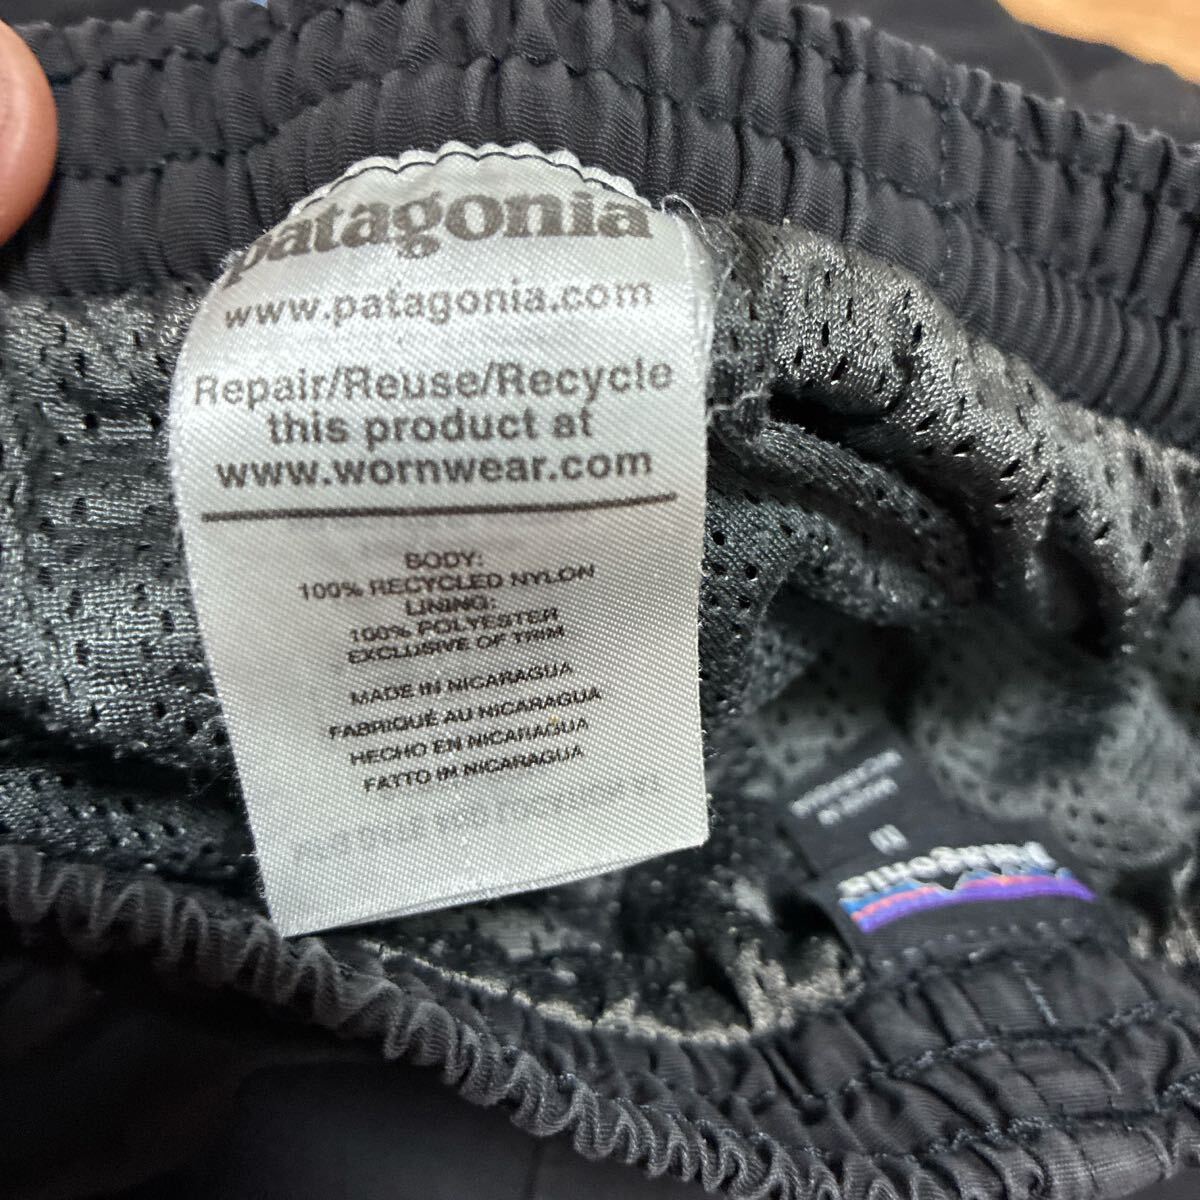 patagonia
www.patagonia.com
Repair/Reuse/Recycle
this product at
www.wornwear.com
BODY:
100% RECYCLED NYLON
LINING:
100% POLYESTER
EXCLUSIVE OF TRIM
MADE IN NICARAGUA
FABRIQUÉ AU NICARAGUA
HECHO EN NICARAGUA
FATTO IN NICARAGUA
patagonia